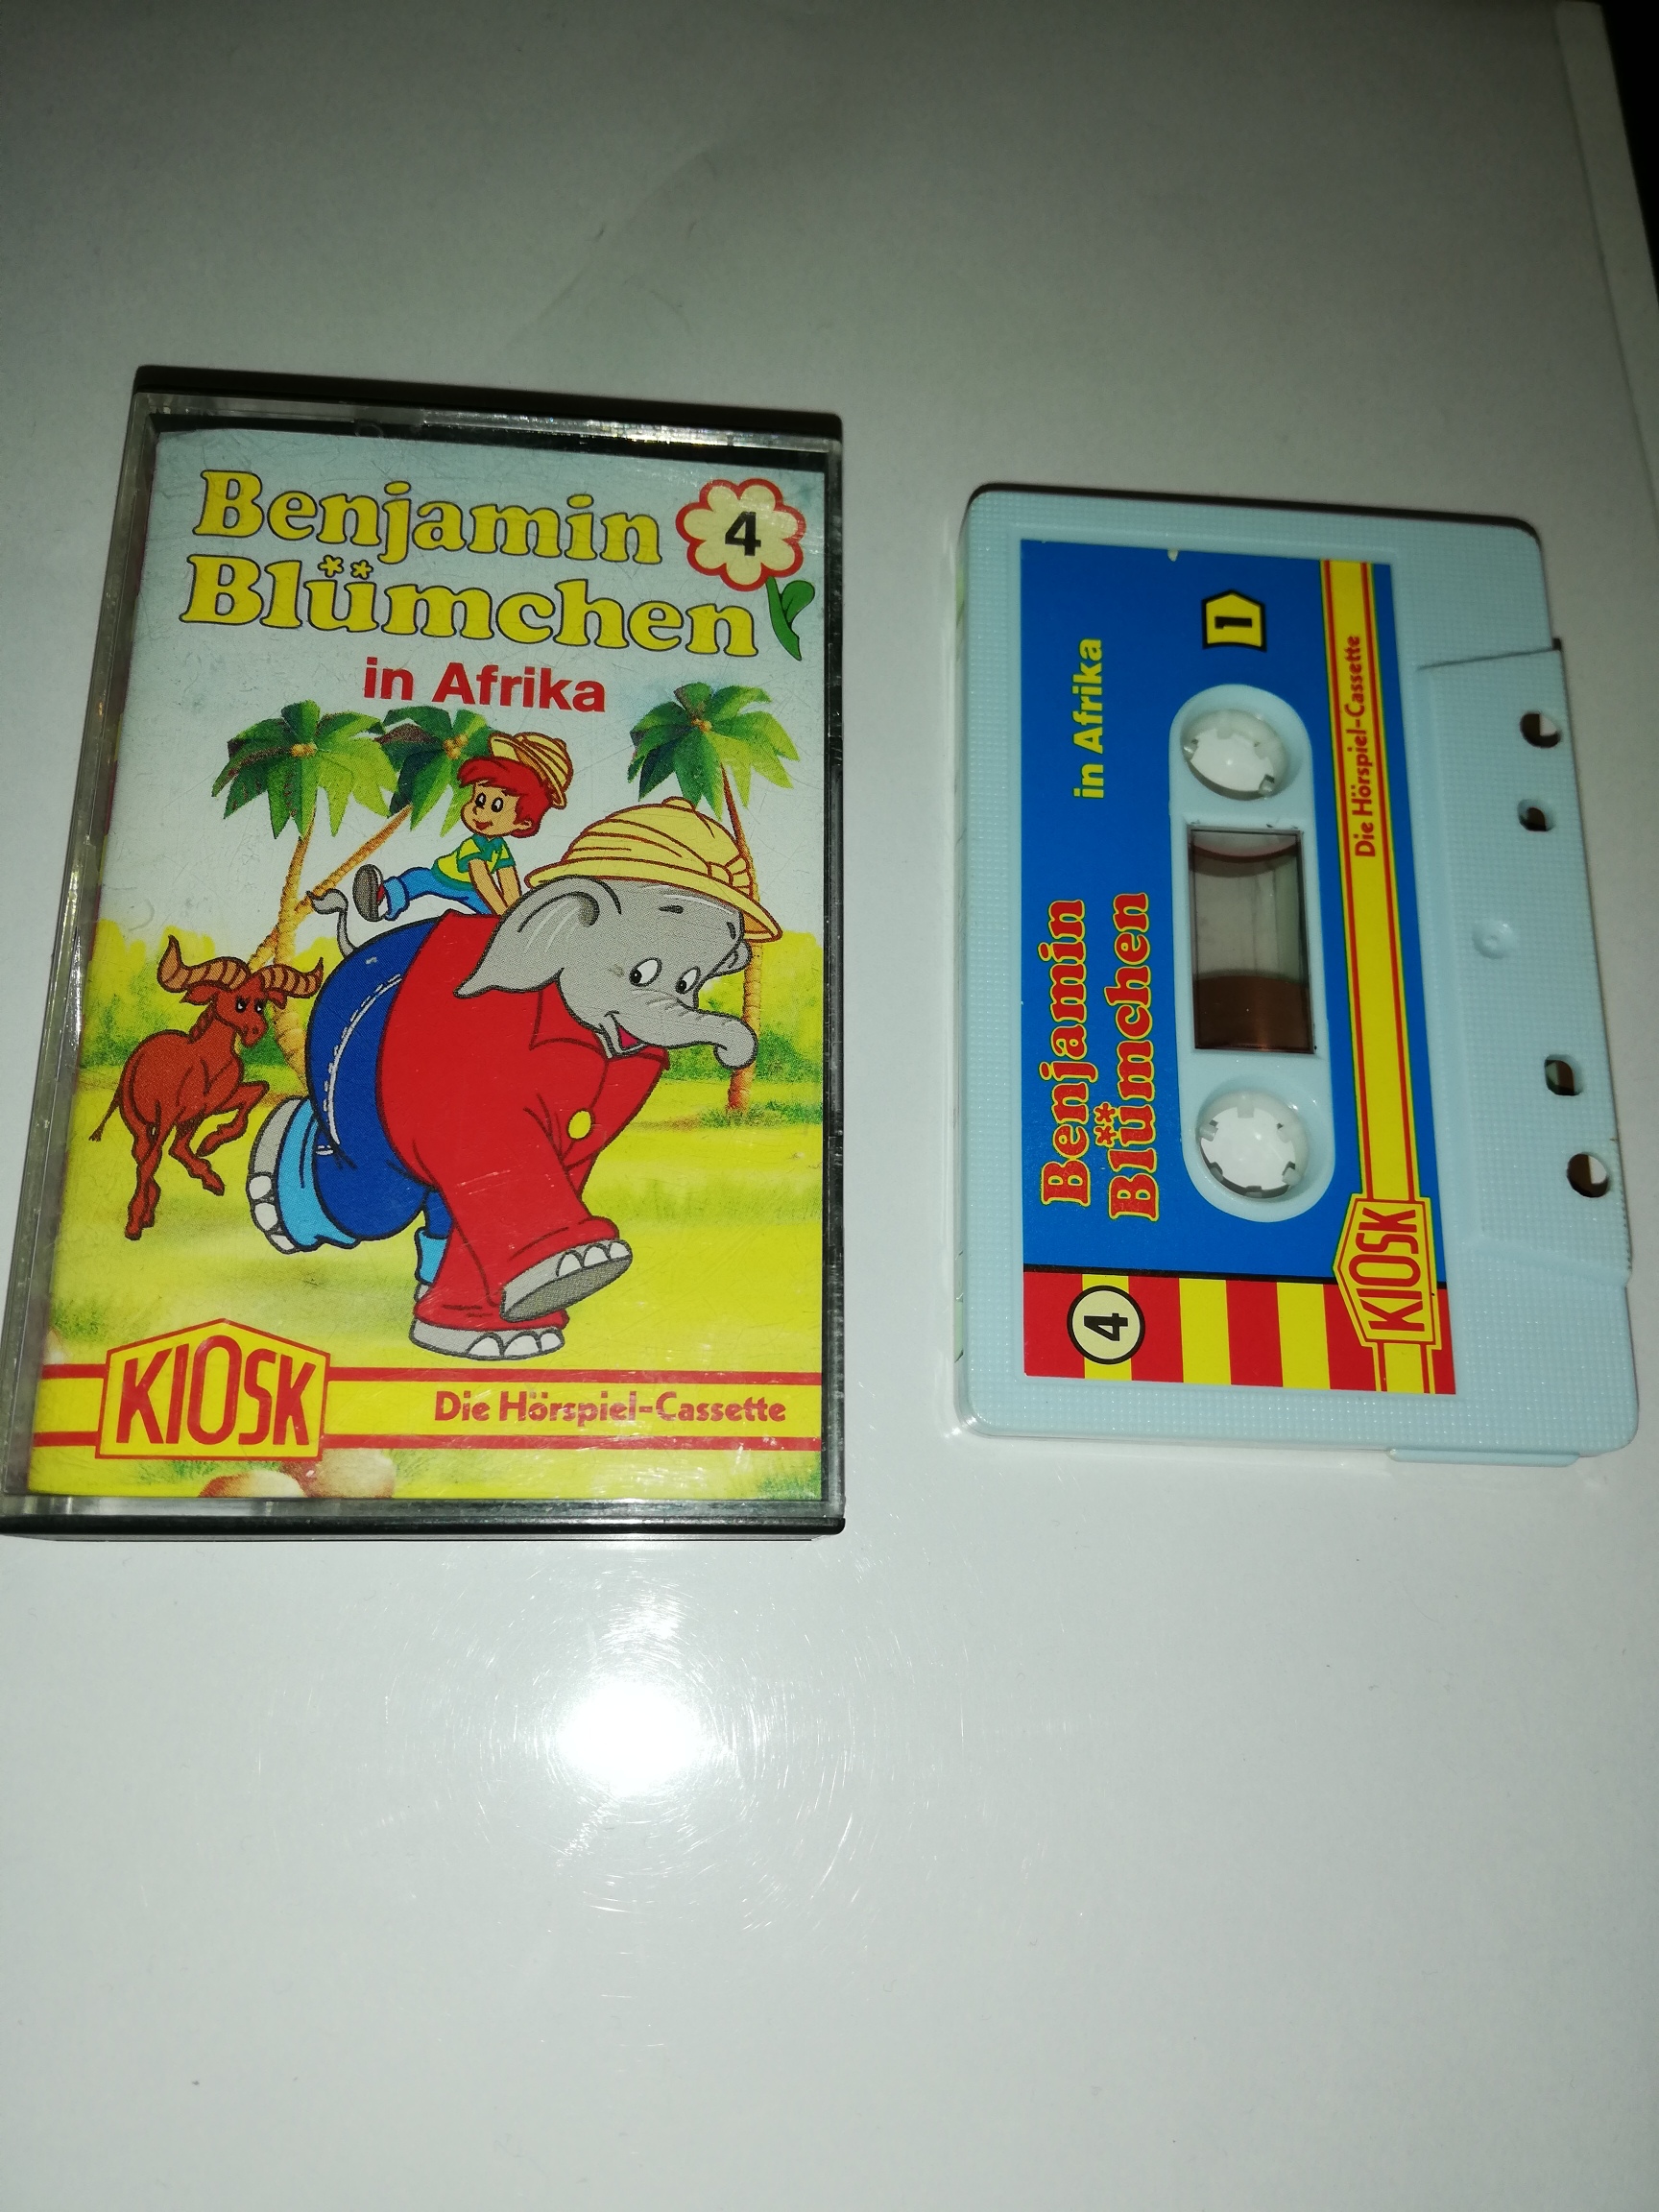 Benjamin
Blümchen
4
in Afrika
KIOSK
Die Hörspiel-Cassette
4
Benjamin
Blümchen
in Afrika
1
KIOSK
Die Hörspiel-Cassette